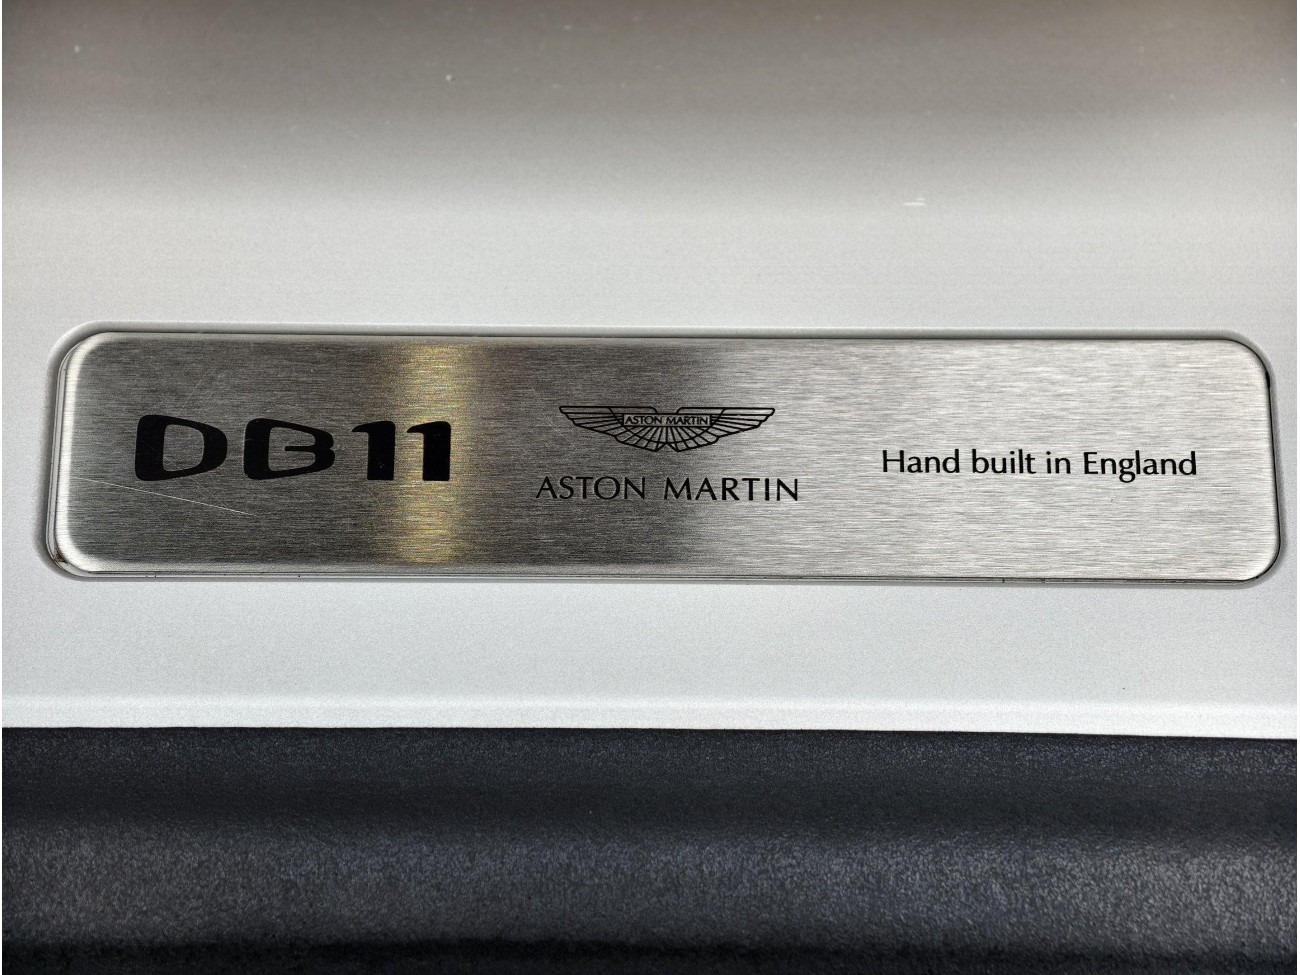 DB11
ASTON MARTIN
ASTON MARTIN
Hand built in England